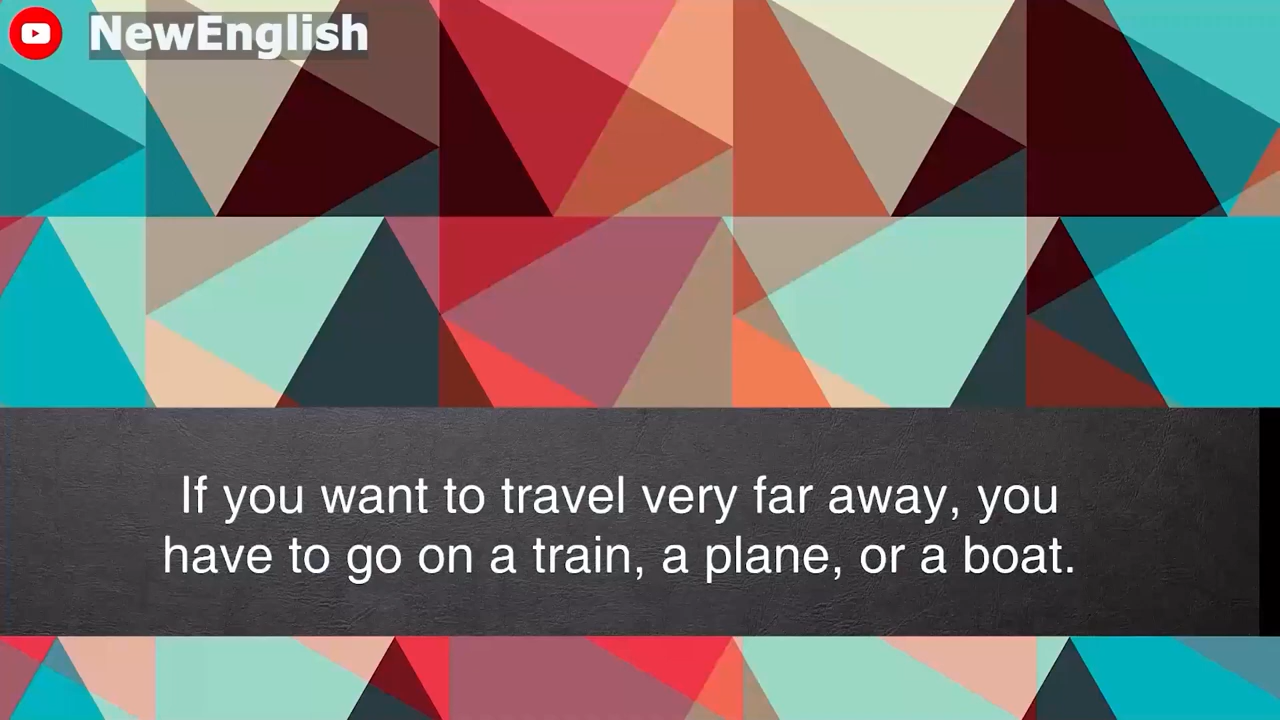 NewEnglish
If you want to travel very far away, you
have to go on a train, a plane, or a boat.